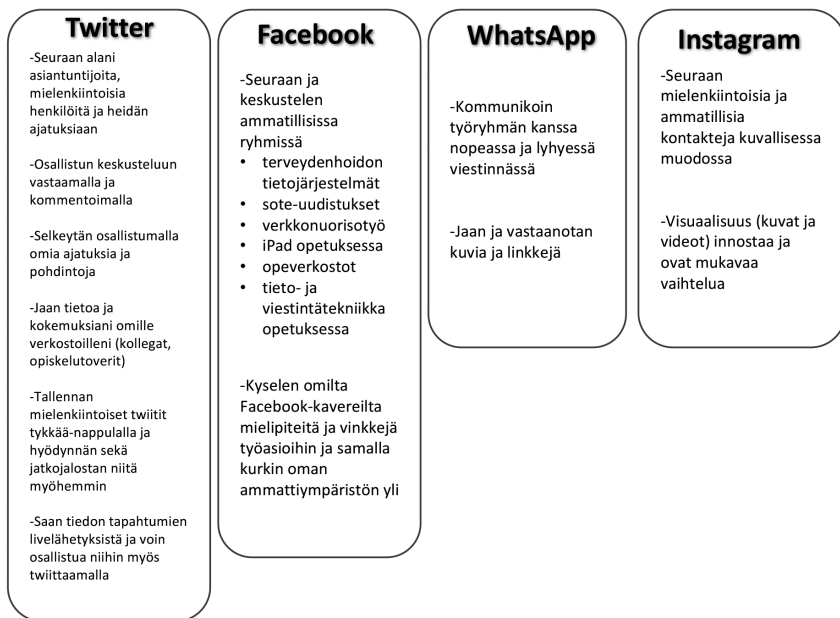 Twitter
-Seuraan alani
asiantuntijoita,
mielenkiintoisia
henkilöitä ja heidän
ajatuksiaan
-Osallistun keskusteluun
vastaamalla ja
kommentoimalla
-Selkeytän osallistumalla
omia ajatuksia ja
pohdintoja
-Jaan tietoa ja
kokemuksiani omille
verkostoilleni (kollegat,
opiskelutoverit)
-Tallennan
mielenkiintoiset twiitit
tykkää-nappulalla ja
hyödynnän sekä
jatkojalostan niitä
myöhemmin
-Saan tiedon tapahtumien
livelähetyksistä ja voin
osallistua niihin myös
twiittaamalla
Facebook
-Seuraan ja
keskustelen
ammatillisissa
ryhmissä
• terveydenhoidon
tietojärjestelmät
• sote-uudistukset
• verkkonuorisotyö
• iPad opetuksessa
• opeverkostot
• tieto- ja
viestintätekniikka
opetuksessa
-Kyselen omilta
Facebook-kavereilta
mielipiteitä ja vinkkejä
työasioihin ja samalla
kurkin oman
ammattiympäristön yli
WhatsApp
-Kommunikoin
työryhmän kanssa
nopeassa ja lyhyessä
viestinnässä
-Jaan ja vastaanotan
kuvia ja linkkejä
Instagram
-Seuraan
mielenkiintoisia ja
ammatillisia
kontakteja kuvallisessa
muodossa
-Visuaalisuus (kuvat ja
videot) innostaa ja
ovat mukavaa
vaihtelua